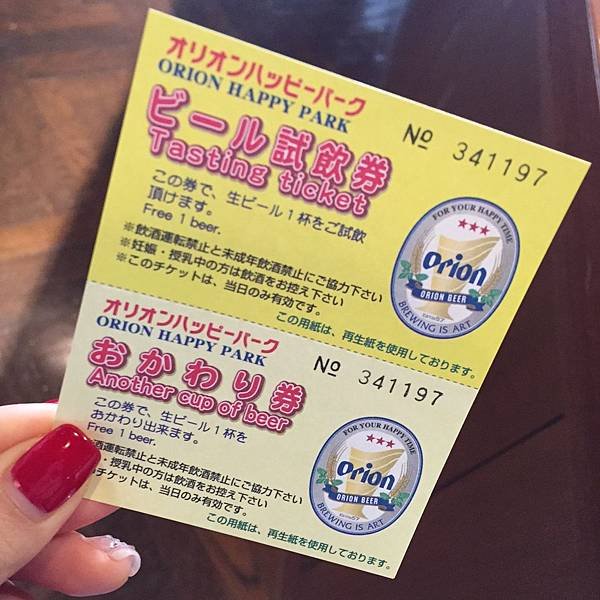 オリオンハッピーパーク
ORION HAPPY PARK
№ 341197
ビール試飲券
Tasting ticket
この券で、生ビール1杯をご試飲
頂けます。
Free 1 beer.
※飲酒運転禁止と未成年飲酒禁止にご協力下さい
※妊娠・授乳中の方は飲酒をお控え下さい
※このチケットは、当日のみ有効です。
この用紙は、再生紙を使用しております。
FOR YOUR HAPPY TIME
Orion
ORION BEER
BREWING IS ART
オリオンハッピーパーク
ORION HAPPY PARK
№ 341197
おかわり券
Another cup of beer
この券で、生ビール1杯を
おかわり出来ます。
Free 1 beer.
酒運転禁止と未成年飲酒禁止にご協力下さい
・授乳中の方は飲酒をお控え下さい
チケットは、当日のみ有効です。
この用紙は、再生紙を使用しております。
FOR YOUR HAPPY TIME
Orion
ORION BEER
BREWING IS ART